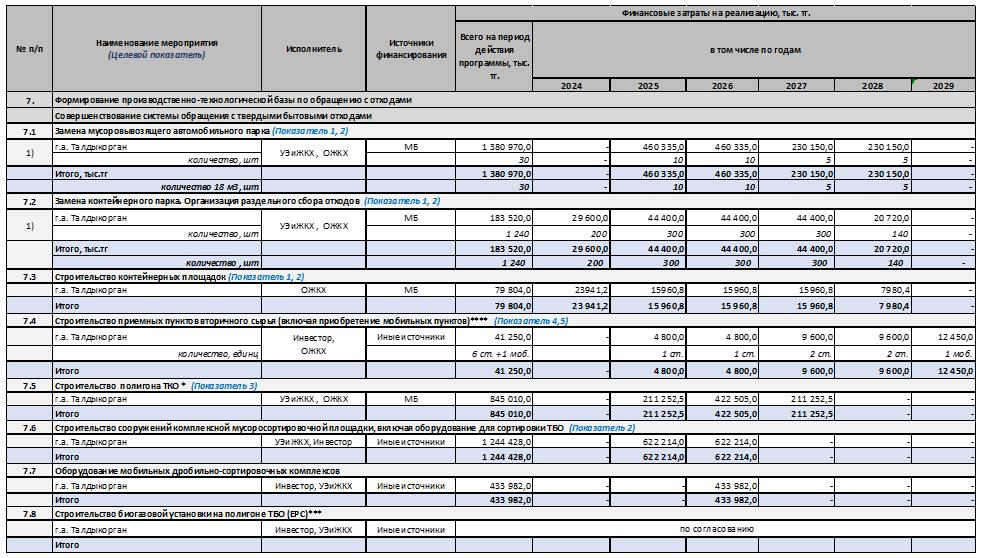 № п/п Наименование мероприятия (Целевой показатель) Исполнитель Источники финансирования Финансовые затраты на реализацию, тыс. тг.
Всего на период действия программы, тыс. тг. в том числе по годам
2024 2025 2026 2027 2028 2029
7. Формирование производственно-технологической базы по обращению с отходами
Совершенствование системы обращения с твердыми бытовыми отходами
7.1 Замена мусоровывозящего автомобильного парка (Показатель 1, 2)
1) г.а. Талдыкорган УЭиЖКХ , ОЖКХ МБ 1 380 970,0 - 460 335,0 460 335,0 230 150,0 230 150,0 -
количество, шт 30 - 10 10 5 5 -
Итого, тыс.тг 1 380 970,0 - 460 335,0 460 335,0 230 150,0 230 150,0 -
количество 18 м3, шт 30 - 10 10 5 5 -
7.2 Замена контейнерного парка. Организация раздельного сбора отходов (Показатель 1, 2)
1) г.а. Талдыкорган УЭиЖКХ , ОЖКХ МБ 183 520,0 29 600,0 44 400,0 44 400,0 44 400,0 20 720,0 -
количество, шт 1 240 200 300 300 300 140 -
Итого, тыс.тг 183 520,0 29 600,0 44 400,0 44 400,0 44 400,0 20 720,0 -
количество , шт 1 240 200 300 300 300 140 -
7.3 Строительство контейнерных площадок (Показатель 1, 2)
г.а. Талдыкорган ОЖКХ МБ 79 804,0 23941,2 15960,8 15960,8 15960,8 7980,4 -
Итого 79 804,0 23 941,2 15 960,8 15 960,8 15 960,8 7 980,4 -
7.4 Строительство приемных пунктов вторичного сырья (включая приобретение мобильных пунктов)**** (Показатель 4,5)
г.а. Талдыкорган Инвестор, ОЖКХ Иные источники 41 250,0 - 4 800,0 4 800,0 9 600,0 9 600,0 12 450,0
количество, единц 6 ст. +1 моб. 1 ст. 1 ст. 2 ст. 2 ст. 1 моб.
Итого 41 250,0 - 4 800,0 4 800,0 9 600,0 9 600,0 12 450,0
7.5 Строительство полигона ТКО * (Показатель 3)
г.а. Талдыкорган УЭиЖКХ , ОЖКХ МБ 845 010,0 - 211 252,5 422 505,0 211 252,5 - -
Итого 845 010,0 - 211 252,5 422 505,0 211 252,5 - -
7.6 Строительство сооружений комплексной мусоросортировочной площадки, включая оборудование для сортировки ТБО (Показатель 2)
г.а. Талдыкорган УЭиЖКХ, Инвестор Иные источники 1 244 428,0 - 622 214,0 622 214,0 - - -
Итого 1 244 428,0 - 622 214,0 622 214,0 - - -
7.7 Оборудование мобильных дробильно-сортировочных комплексов
г.а. Талдыкорган Инвестор, УЭиЖКХ Иные источники 433 982,0 - - 433 982,0 - - -
Итого 433 982,0 - - 433 982,0 - - -
7.8 Строительство биогазовой установки на полигоне ТБО (ЕРС)***
г.а. Талдыкорган Инвестор, УЭиЖКХ Иные источники по согласованию
Итого